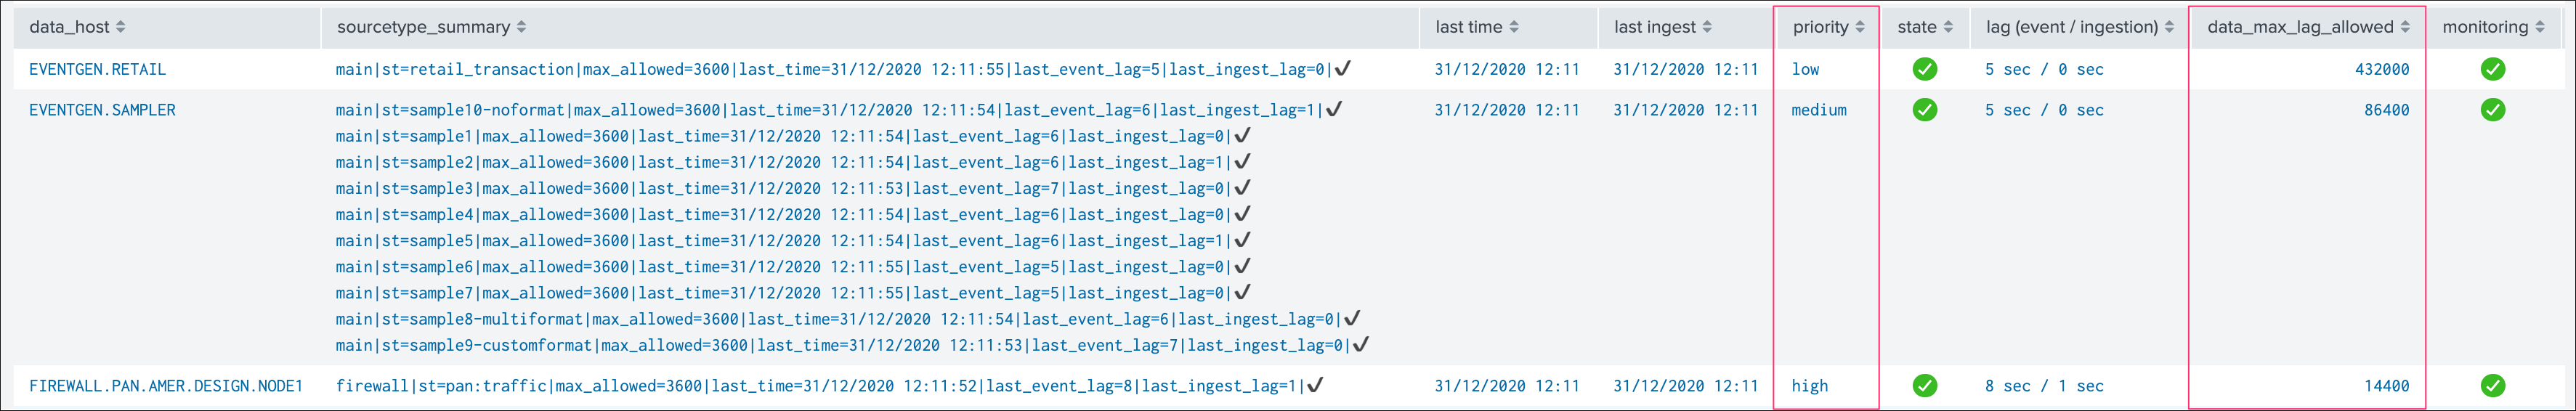 data_host sourcetype_summary last time last ingest priority state lag (event / ingestion) data_max_lag_allowed monitoring
EVENTGEN.RETAIL main|st=retail_transaction|max_allowed=3600|last_time=31/12/2020 12:11:55|last_event_lag=5|last_ingest_lag=0|✔ 31/12/2020 12:11 31/12/2020 12:11 low 5 sec / 0 sec 432000
EVENTGEN.SAMPLER main|st=sample10-noformat|max_allowed=3600|last_time=31/12/2020 12:11:54|last_event_lag=6|last_ingest_lag=1|✔ 31/12/2020 12:11 31/12/2020 12:11 medium 5 sec / 0 sec 86400
main|st=sample1|max_allowed=3600|last_time=31/12/2020 12:11:54|last_event_lag=6|last_ingest_lag=0|✔
main|st=sample2|max_allowed=3600|last_time=31/12/2020 12:11:54|last_event_lag=6|last_ingest_lag=1|✔
main|st=sample3|max_allowed=3600|last_time=31/12/2020 12:11:53|last_event_lag=7|last_ingest_lag=0|✔
main|st=sample4|max_allowed=3600|last_time=31/12/2020 12:11:54|last_event_lag=6|last_ingest_lag=0|✔
main|st=sample5|max_allowed=3600|last_time=31/12/2020 12:11:54|last_event_lag=6|last_ingest_lag=1|✔
main|st=sample6|max_allowed=3600|last_time=31/12/2020 12:11:55|last_event_lag=5|last_ingest_lag=0|✔
main|st=sample7|max_allowed=3600|last_time=31/12/2020 12:11:55|last_event_lag=5|last_ingest_lag=0|✔
main|st=sample8-multiformat|max_allowed=3600|last_time=31/12/2020 12:11:54|last_event_lag=6|last_ingest_lag=0|✔
main|st=sample9-customformat|max_allowed=3600|last_time=31/12/2020 12:11:53|last_event_lag=7|last_ingest_lag=0|✔
FIREWALL.PAN.AMER.DESIGN.NODE1 firewall|st=pan:traffic|max_allowed=3600|last_time=31/12/2020 12:11:52|last_event_lag=8|last_ingest_lag=1|✔ 31/12/2020 12:11 31/12/2020 12:11 high 8 sec / 1 sec 14400